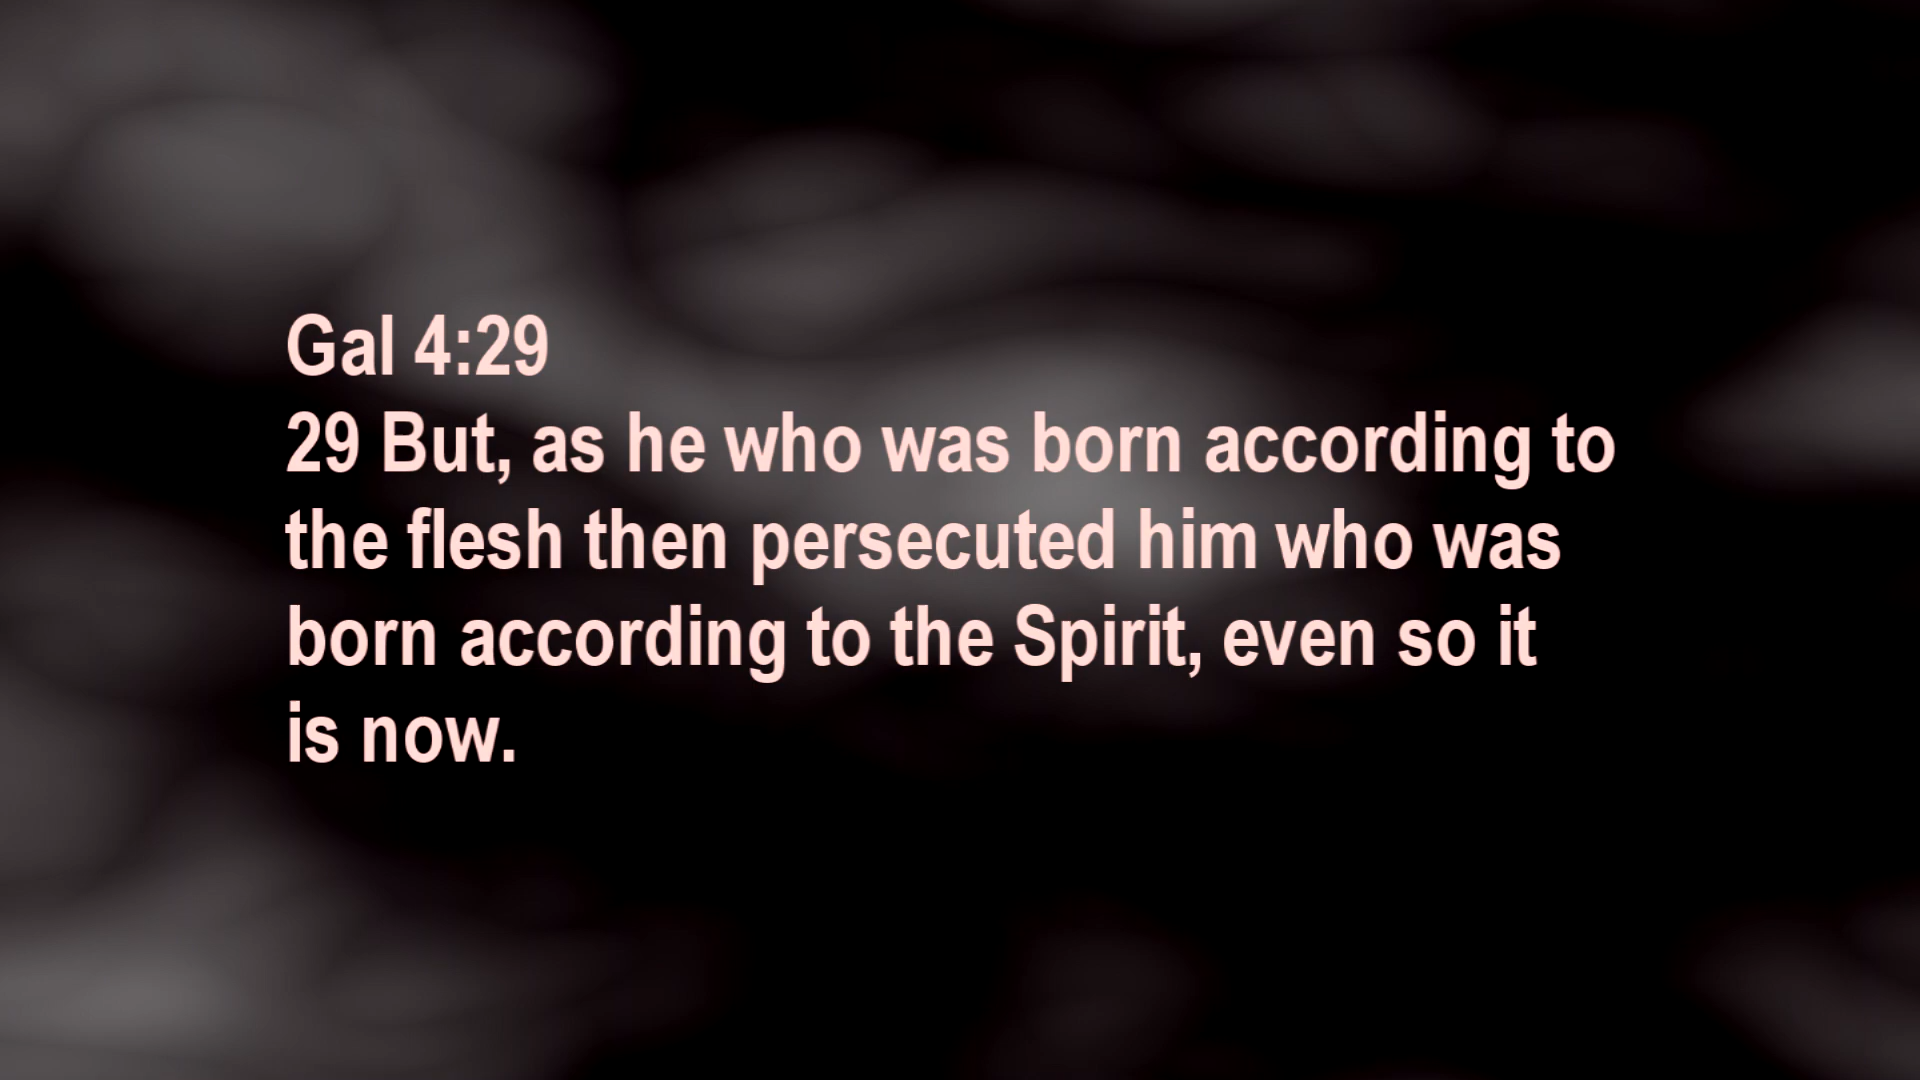 Gal 4:29
29 But, as he who was born according to
the flesh then persecuted him who was
born according to the Spirit, even so it
is now.